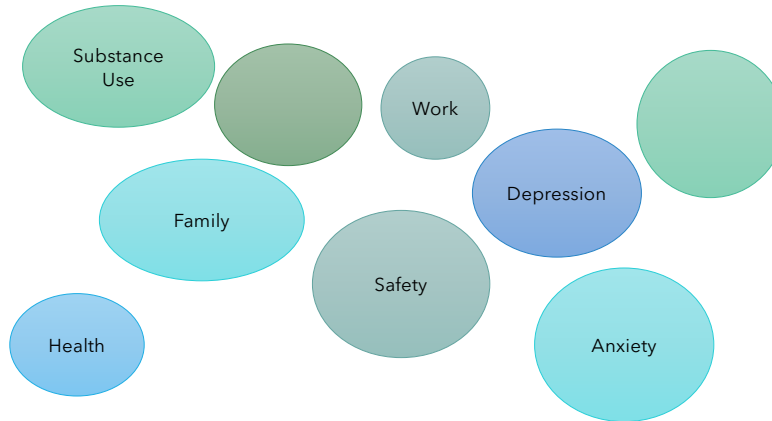 Substance
Use
Work
Depression
Family
Safety
Health
Anxiety